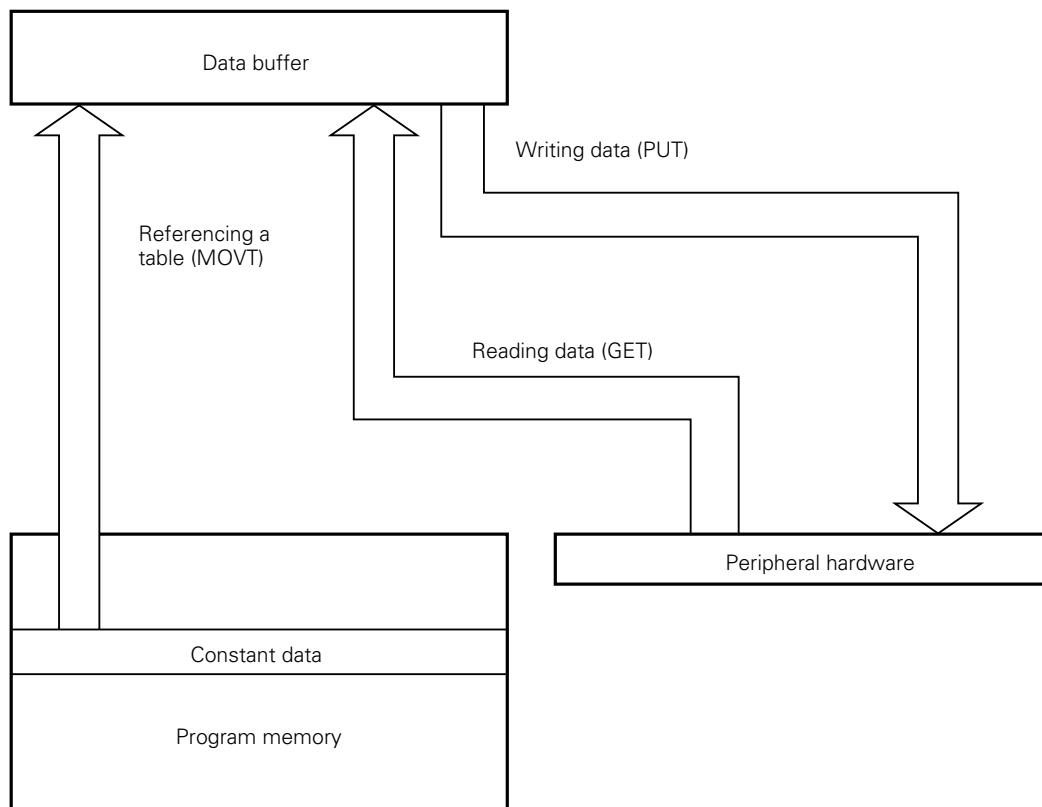 Data buffer
Writing data (PUT)
Referencing a
table (MOVT)
Reading data (GET)
Peripheral hardware
Constant data
Program memory